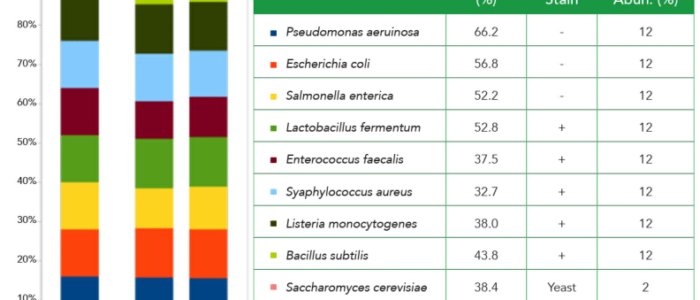 (%) Stain Abun. (%)
80%
70%
60%
50%
40%
30%
20%
10%
Pseudomonas aeruinosa 66.2 - 12
Escherichia coli 56.8 - 12
Salmonella enterica 52.2 - 12
Lactobacillus fermentum 52.8 + 12
Enterococcus faecalis 37.5 + 12
Syaphylococcus aureus 32.7 + 12
Listeria monocytogenes 38.0 + 12
Bacillus subtilis 43.8 + 12
Saccharomyces cerevisiae 38.4 Yeast 2